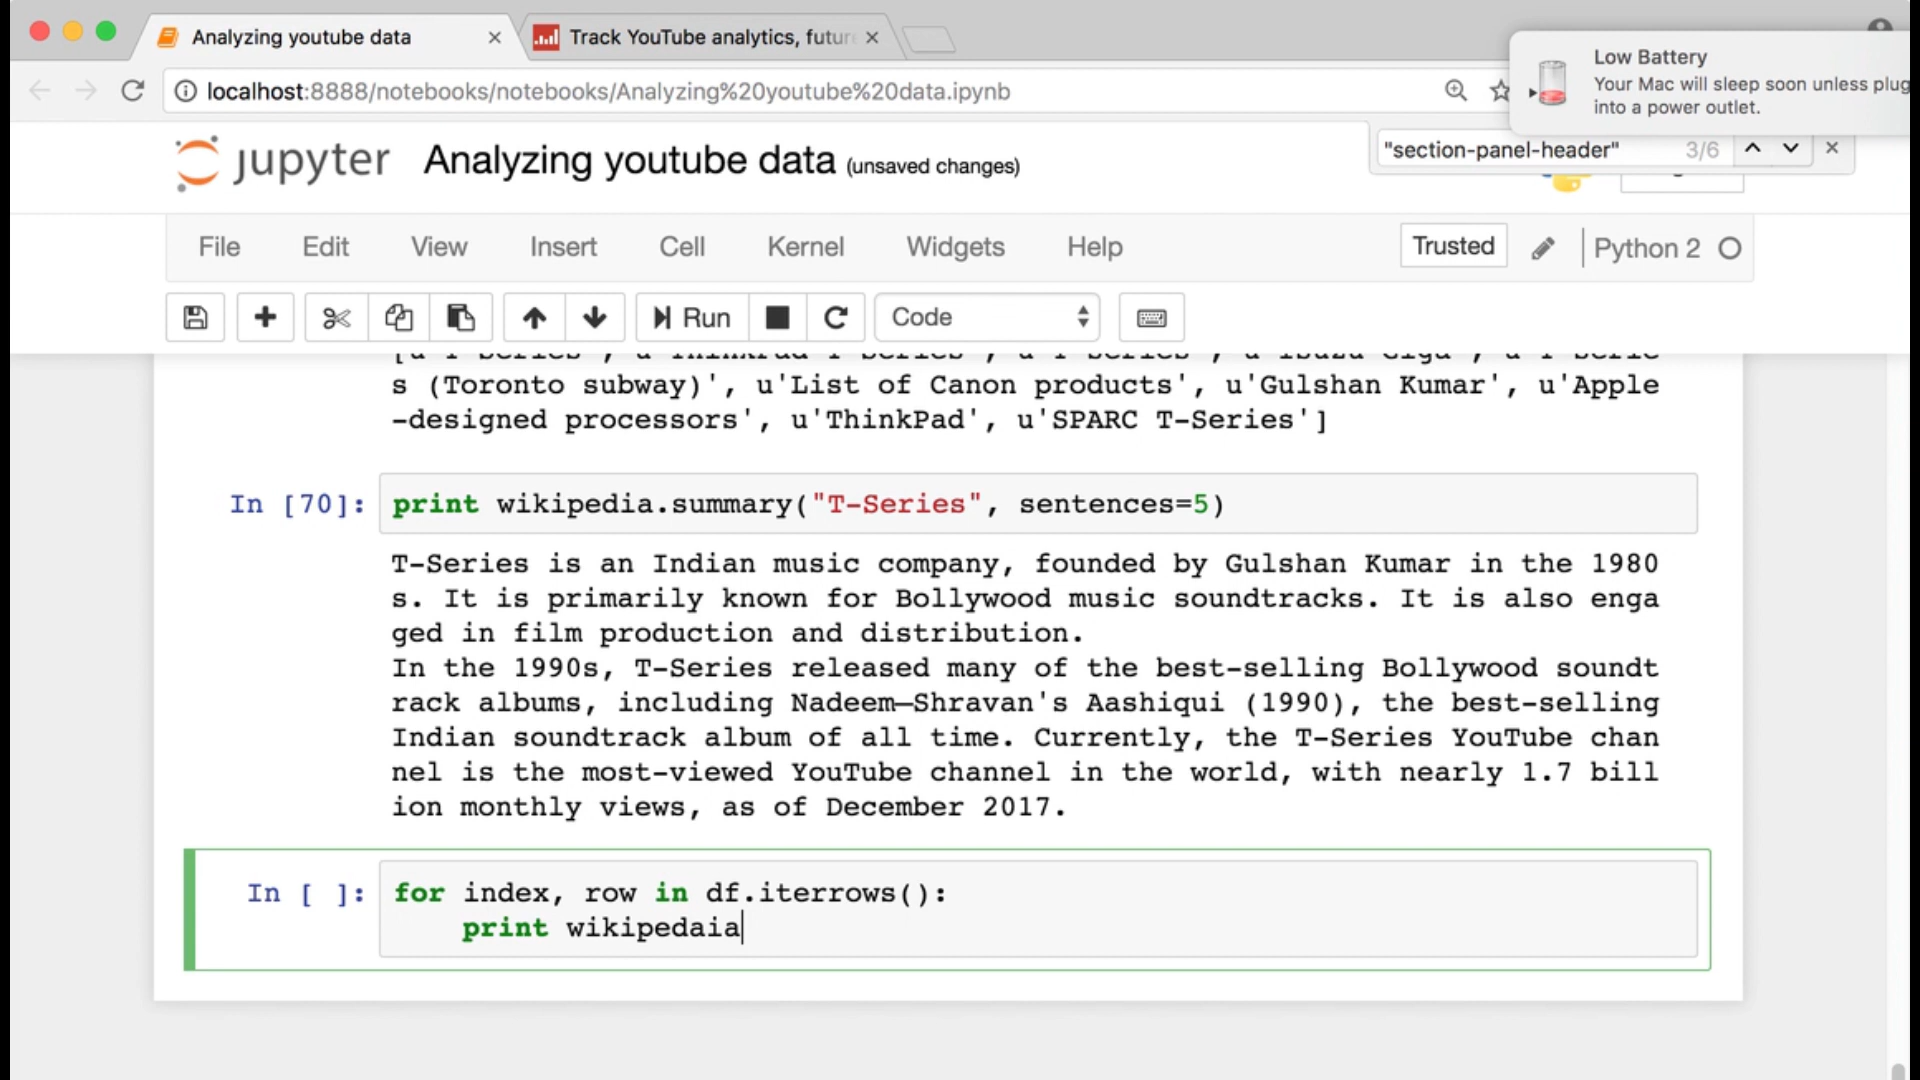 Analyzing youtube data
Track YouTube analytics, futur
Low Battery
Your Mac will sleep soon unless plug
into a power outlet.
localhost:8888/notebooks/notebooks/Analyzing%20youtube%20data.ipynb
"section-panel-header" 3/6
jupyter Analyzing youtube data (unsaved changes)
File Edit View Insert Cell Kernel Widgets Help Trusted Python 2
Run Code
[u'T-Series', u'ThinkPad T series', u'T series', u'Isuzu Giga', u'T-Serie
s (Toronto subway)', u'List of Canon products', u'Gulshan Kumar', u'Apple
-designed processors', u'ThinkPad', u'SPARC T-Series']
In [70]: print wikipedia.summary("T-Series", sentences=5)
T-Series is an Indian music company, founded by Gulshan Kumar in the 1980
s. It is primarily known for Bollywood music soundtracks. It is also enga
ged in film production and distribution.
In the 1990s, T-Series released many of the best-selling Bollywood soundt
rack albums, including Nadeem–Shravan's Aashiqui (1990), the best-selling
Indian soundtrack album of all time. Currently, the T-Series YouTube chan
nel is the most-viewed YouTube channel in the world, with nearly 1.7 bill
ion monthly views, as of December 2017.
In [ ]: for index, row in df.iterrows():
print wikipedaia